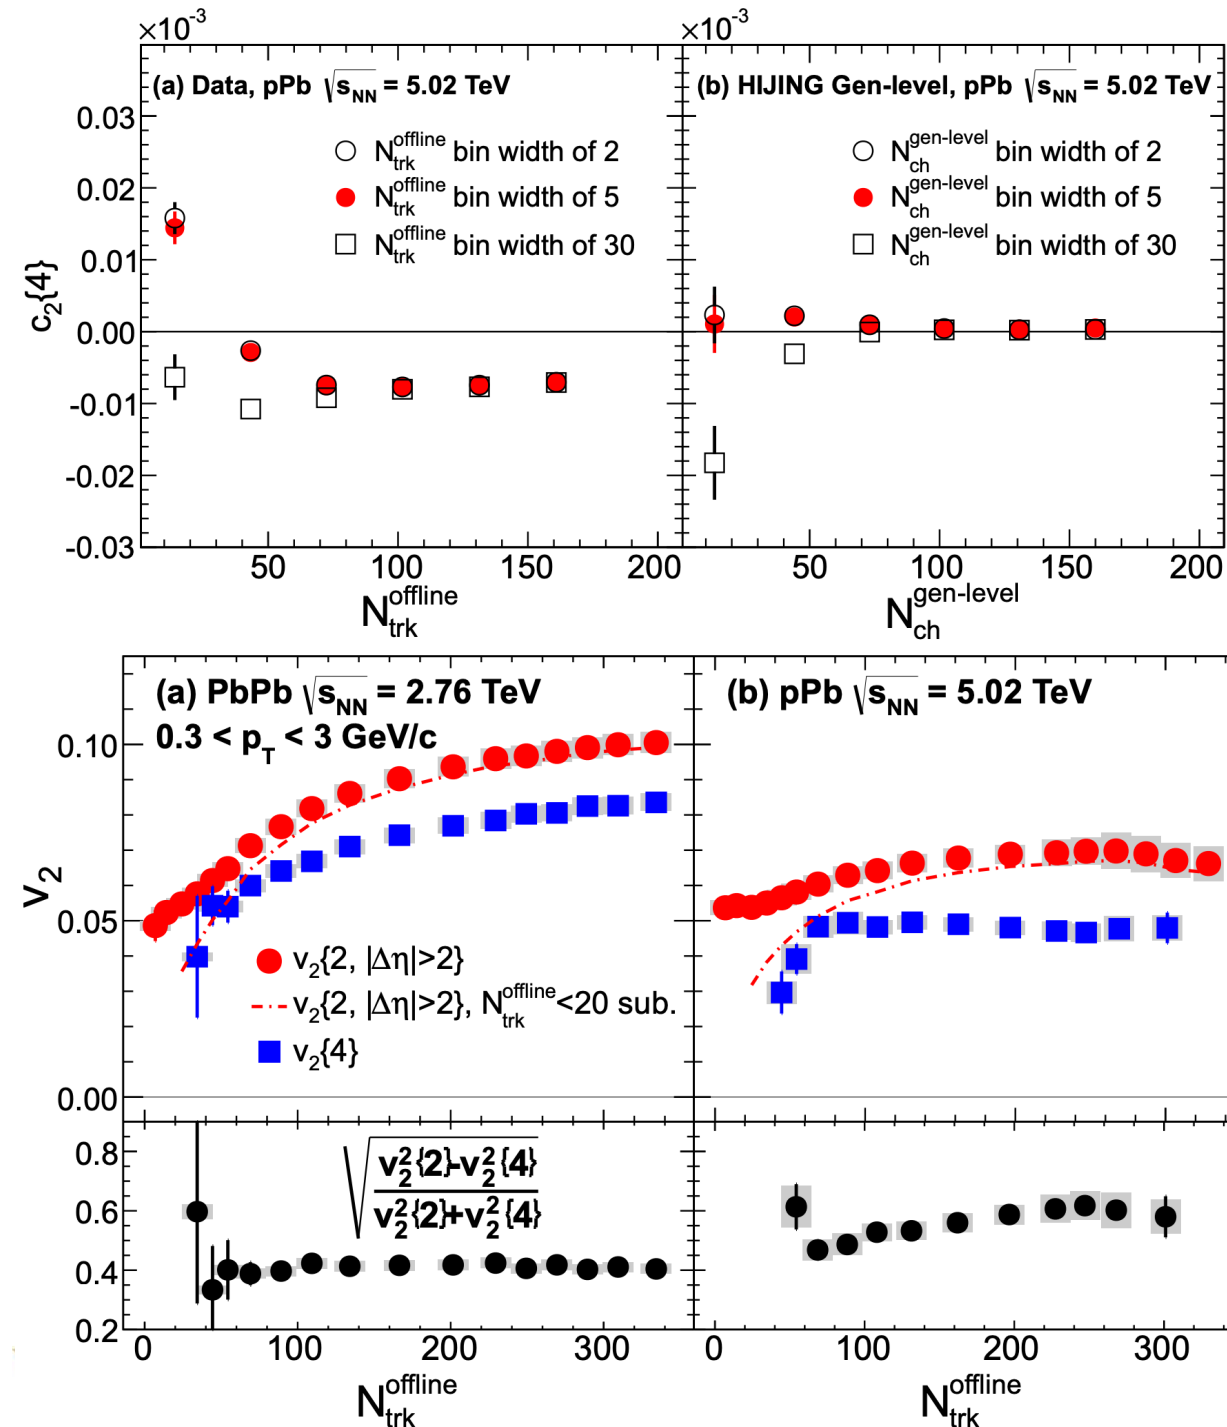 ×10⁻³ ×10⁻³
(a) Data, pPb √s_NN = 5.02 TeV
N_trk^offline bin width of 2
N_trk^offline bin width of 5
N_trk^offline bin width of 30
c₂{4}
0.03
0.02
0.01
0.00
-0.01
-0.02
-0.03
50 100 150 200
N_trk^offline
(b) HIJING Gen-level, pPb √s_NN = 5.02 TeV
N_ch^gen-level bin width of 2
N_ch^gen-level bin width of 5
N_ch^gen-level bin width of 30
50 100 150 200
N_ch^gen-level
(a) PbPb √s_NN = 2.76 TeV
0.3 < p_T < 3 GeV/c
v₂
0.10
0.05
0.00
v₂{2, |Δη|>2}
v₂{2, |Δη|>2}, N_trk^offline<20 sub.
v₂{4}
(b) pPb √s_NN = 5.02 TeV
0.8
0.6
0.4
0.2
√((v₂²{2}-v₂²{4})/(v₂²{2}+v₂²{4}))
0 100 200 300
N_trk^offline
0 100 200 300
N_trk^offline